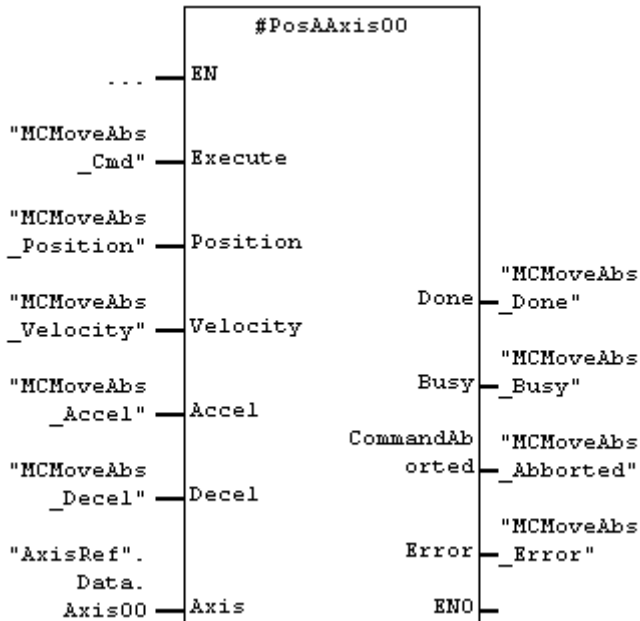 #PosAAxis00
... EN
"MCMoveAbs
_Cmd" Execute
"MCMoveAbs
_Position" Position
"MCMoveAbs
_Velocity" Velocity
Done "MCMoveAbs
_Done"
"MCMoveAbs
_Accel" Accel
Busy "MCMoveAbs
_Busy"
"MCMoveAbs
_Decel" Decel
CommandAb
orted "MCMoveAbs
_Abborted"
"AxisRef".
Data.
Axis00 Axis
Error "MCMoveAbs
_Error"
ENO